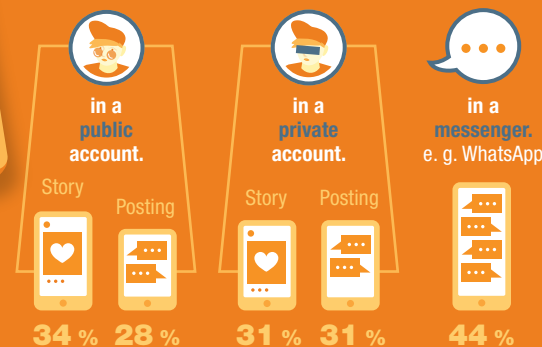 in a
public
account.
Story
Posting
34 %
28 %
in a
private
account.
Story
Posting
31 %
31 %
in a
messenger.
e. g. WhatsApp
44 %